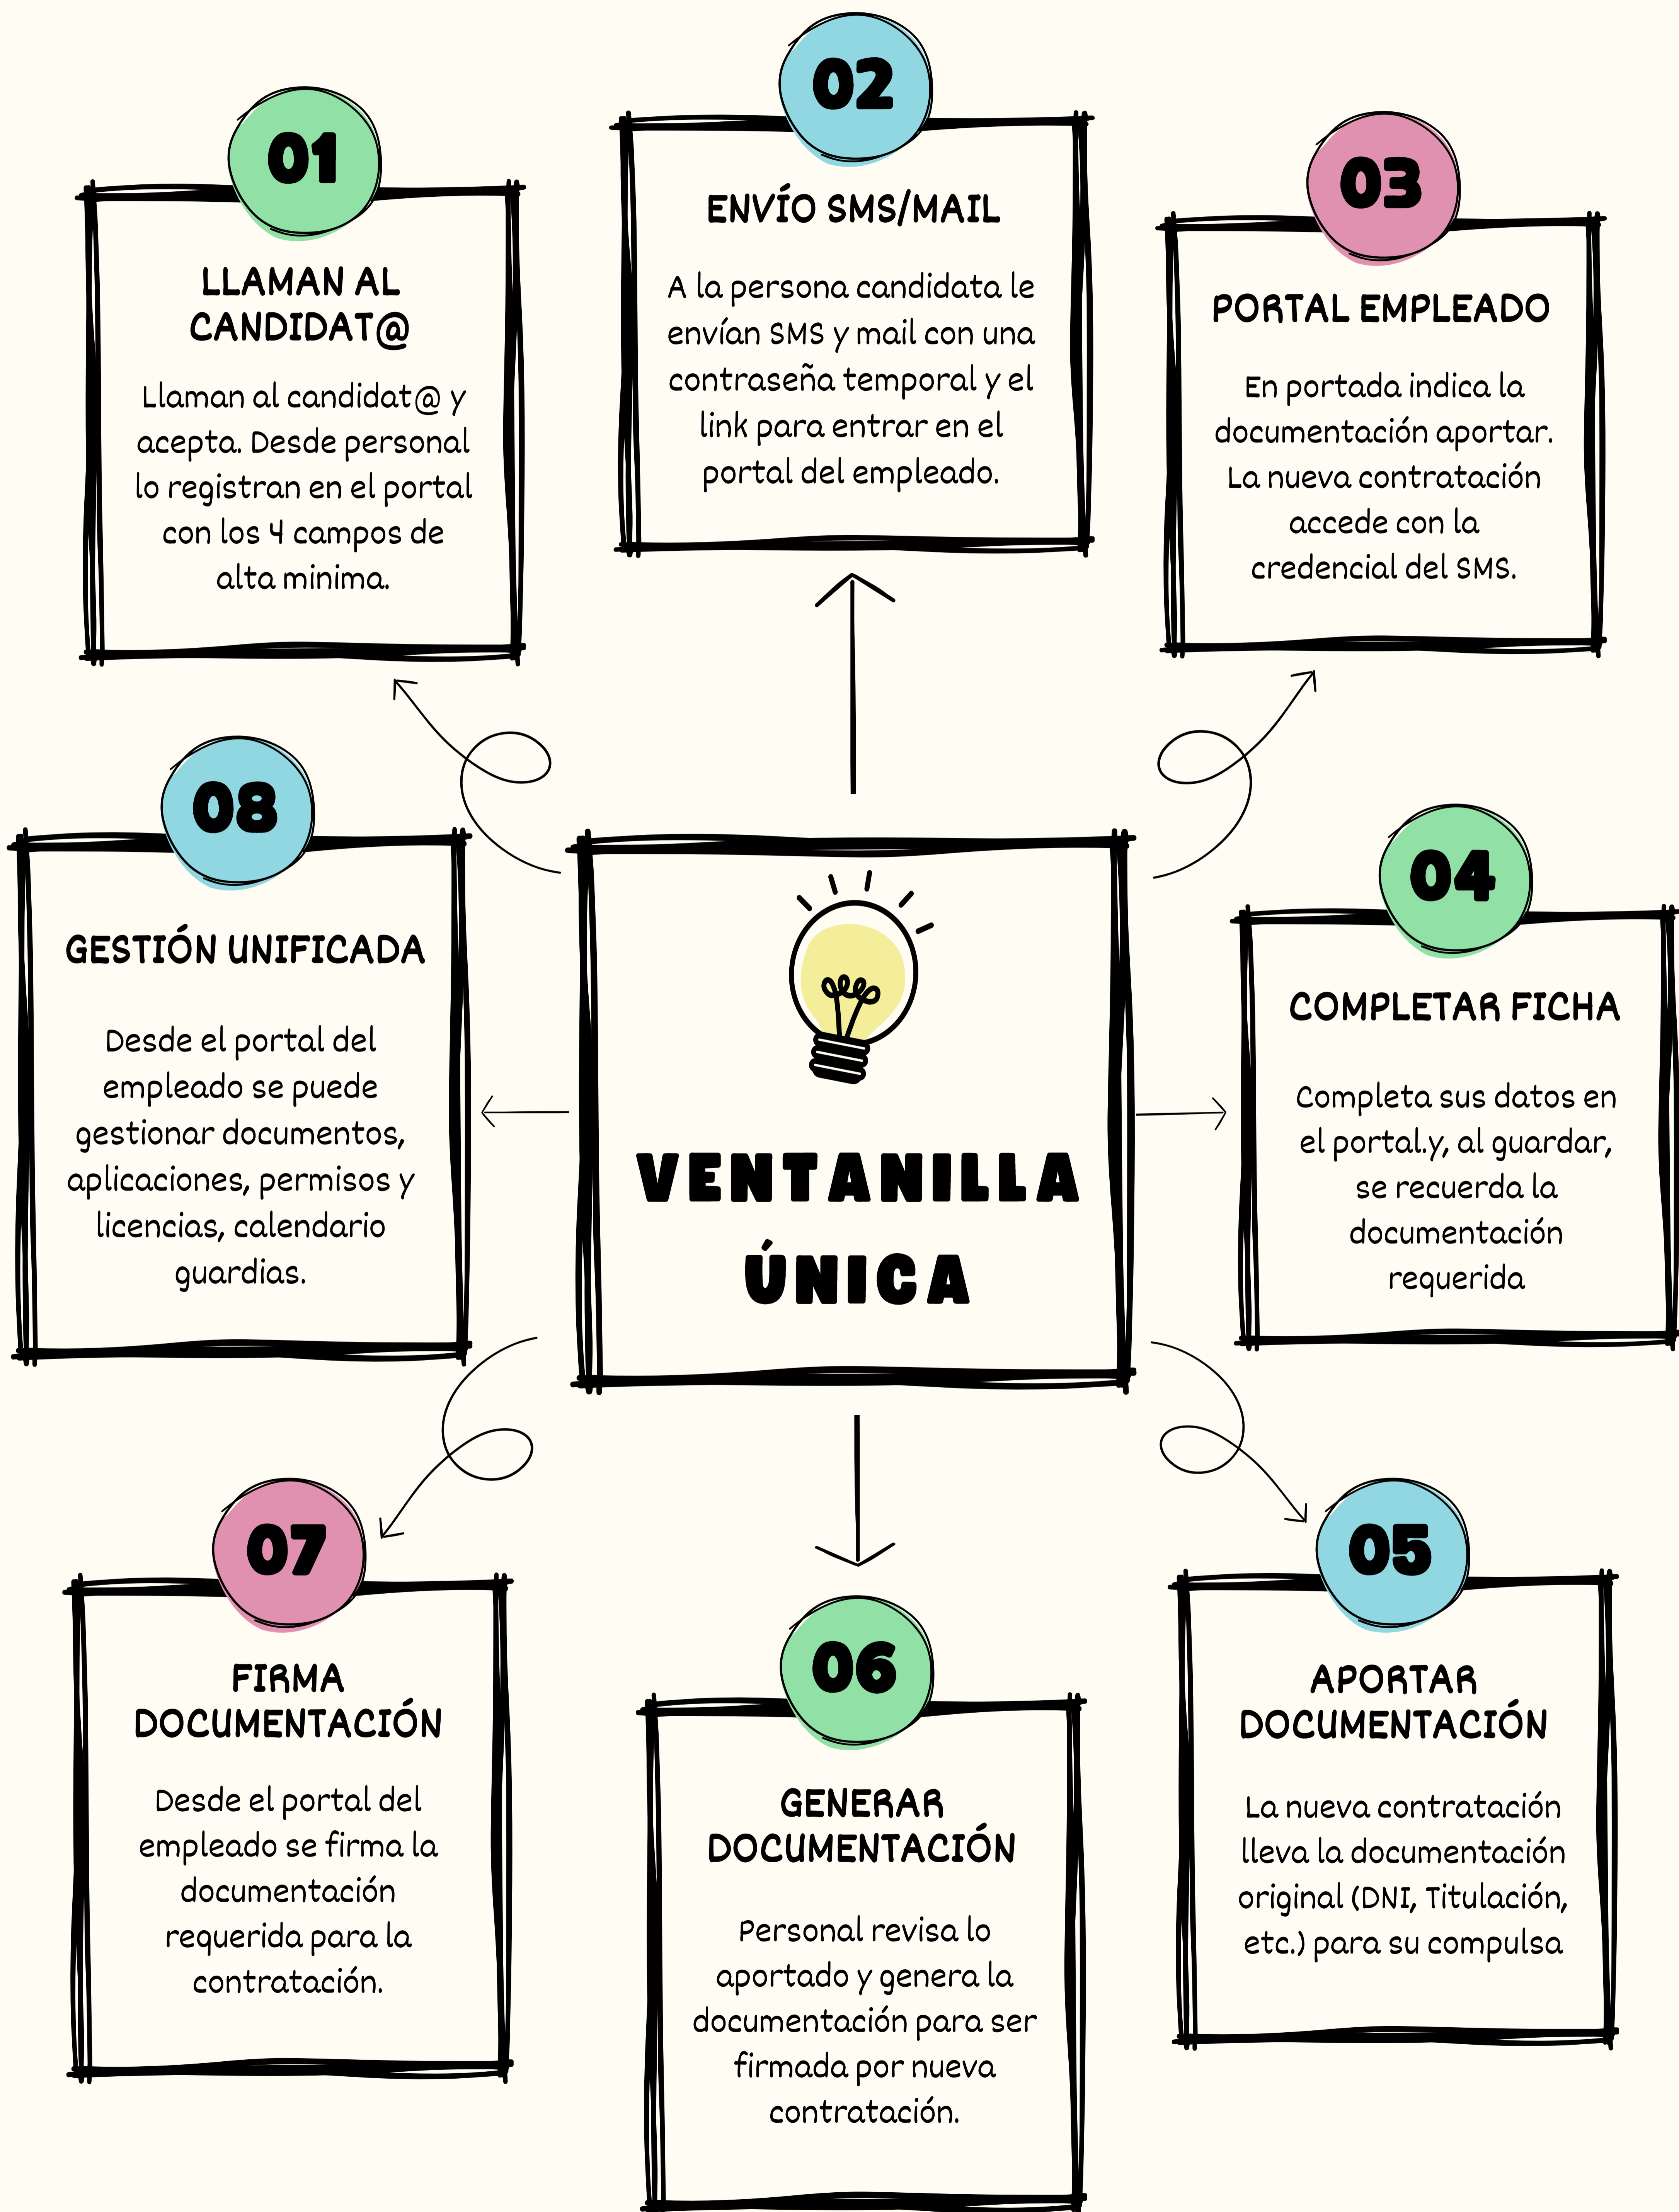 01
LLAMAN AL
CANDIDAT@
Llaman al candidat@ y
acepta. Desde personal
lo registran en el portal
con los 4 campos de
alta minima.
02
ENVÍO SMS/MAIL
A la persona candidata le
envían SMS y mail con una
contraseña temporal y el
link para entrar en el
portal del empleado.
03
PORTAL EMPLEADO
En portada indica la
documentación aportar.
La nueva contratación
accede con la
credencial del SMS.
08
GESTIÓN UNIFICADA
Desde el portal del
empleado se puede
gestionar documentos,
aplicaciones, permisos y
licencias, calendario
guardias.
VENTANILLA
ÚNICA
04
COMPLETAR FICHA
Completa sus datos en
el portal.y, al guardar,
se recuerda la
documentación
requerida
07
FIRMA
DOCUMENTACIÓN
Desde el portal del
empleado se firma la
documentación
requerida para la
contratación.
06
GENERAR
DOCUMENTACIÓN
Personal revisa lo
aportado y genera la
documentación para ser
firmada por nueva
contratación.
05
APORTAR
DOCUMENTACIÓN
La nueva contratación
lleva la documentación
original (DNI, Titulación,
etc.) para su compulsa